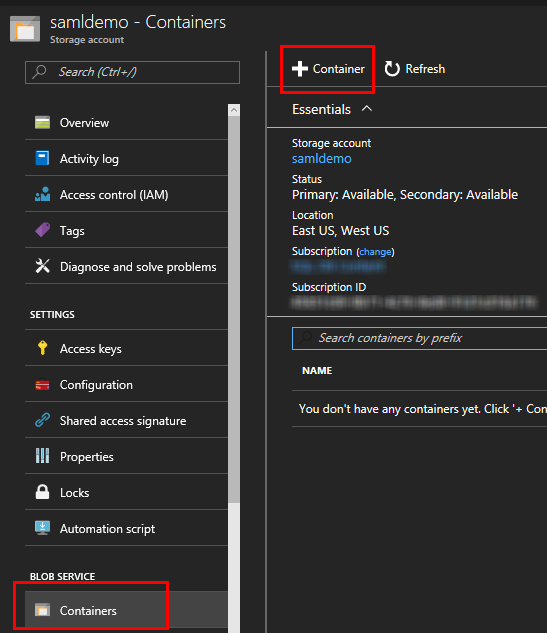 samldemo - Containers
Storage account
Search (Ctrl+/)
Overview
Activity log
Access control (IAM)
Tags
Diagnose and solve problems
SETTINGS
Access keys
Configuration
Shared access signature
Properties
Locks
Automation script
BLOB SERVICE
Containers
Container
Refresh
Essentials
Storage account
samldemo
Status
Primary: Available, Secondary: Available
Location
East US, West US
Subscription (change)
Subscription ID
Search containers by prefix
NAME
You don't have any containers yet. Click '+ Con